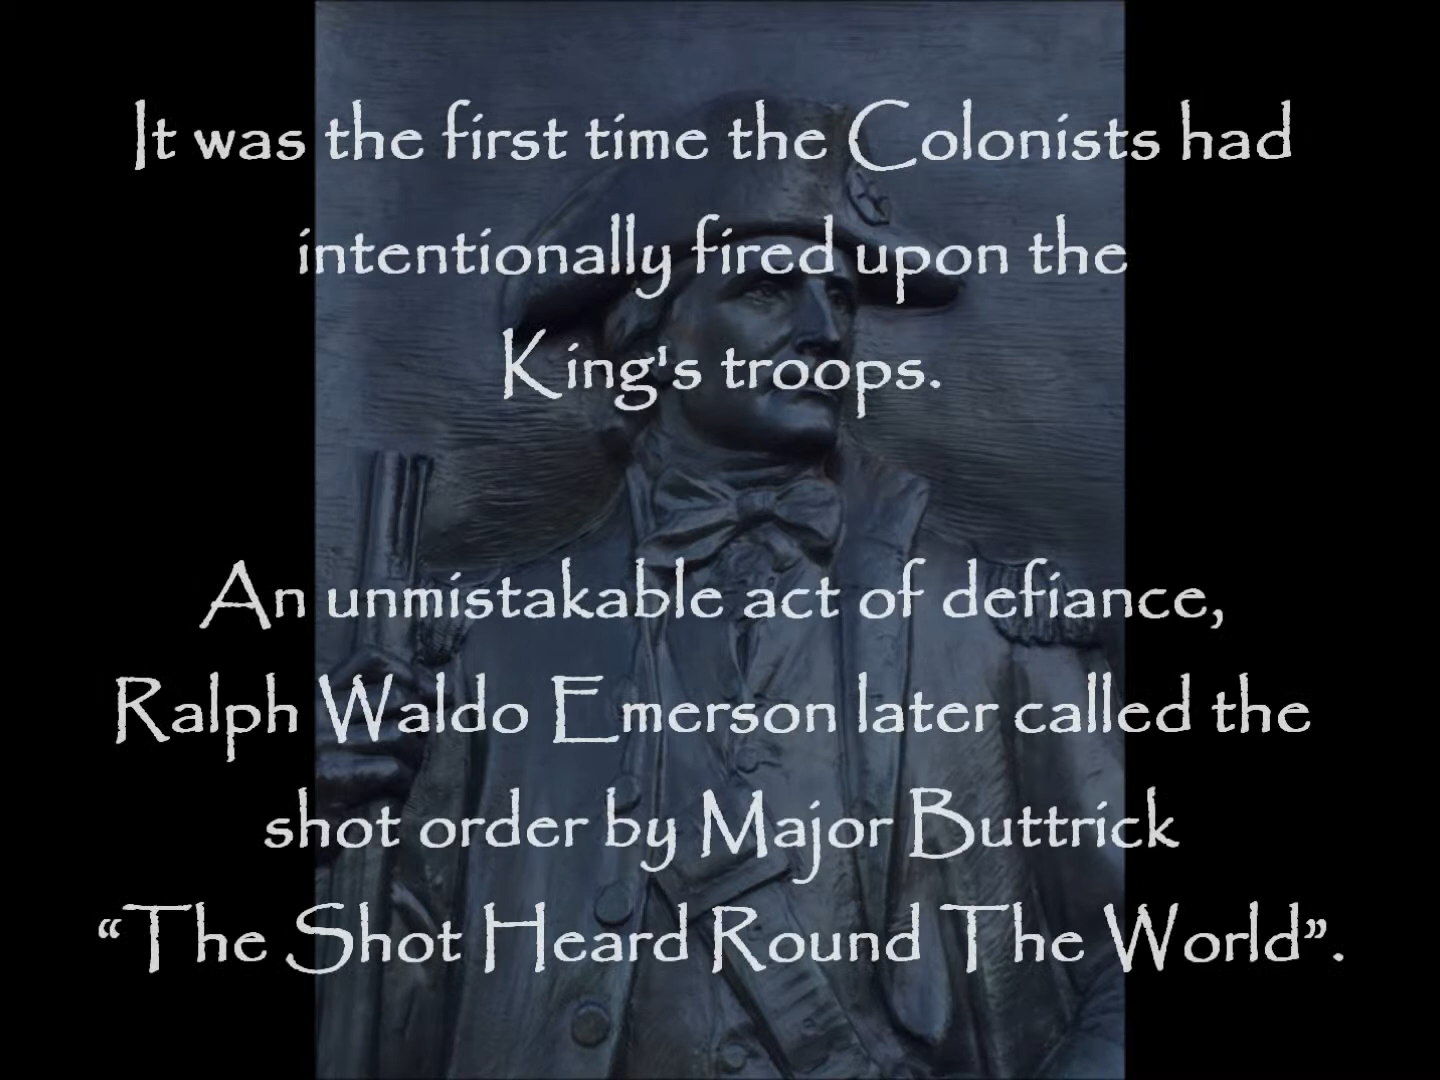 It was the first time the Colonists had
intentionally fired upon the
King's troops.
An unmistakable act of defiance,
Ralph Waldo Emerson later called the
shot order by Major Buttrick
“The Shot Heard Round The World”.